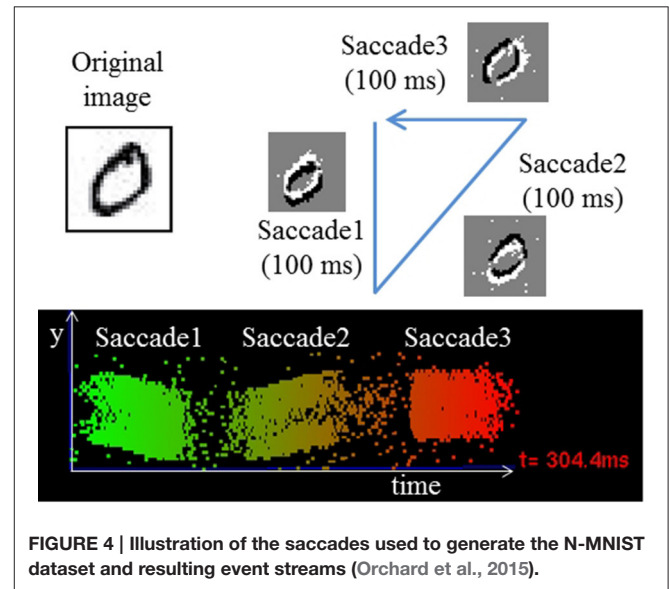 Original
image
Saccade3
(100 ms)
Saccade2
(100 ms)
Saccade1
(100 ms)
y
Saccade1 Saccade2 Saccade3
t= 304.4ms
time
FIGURE 4 | Illustration of the saccades used to generate the N-MNIST
dataset and resulting event streams (Orchard et al., 2015).